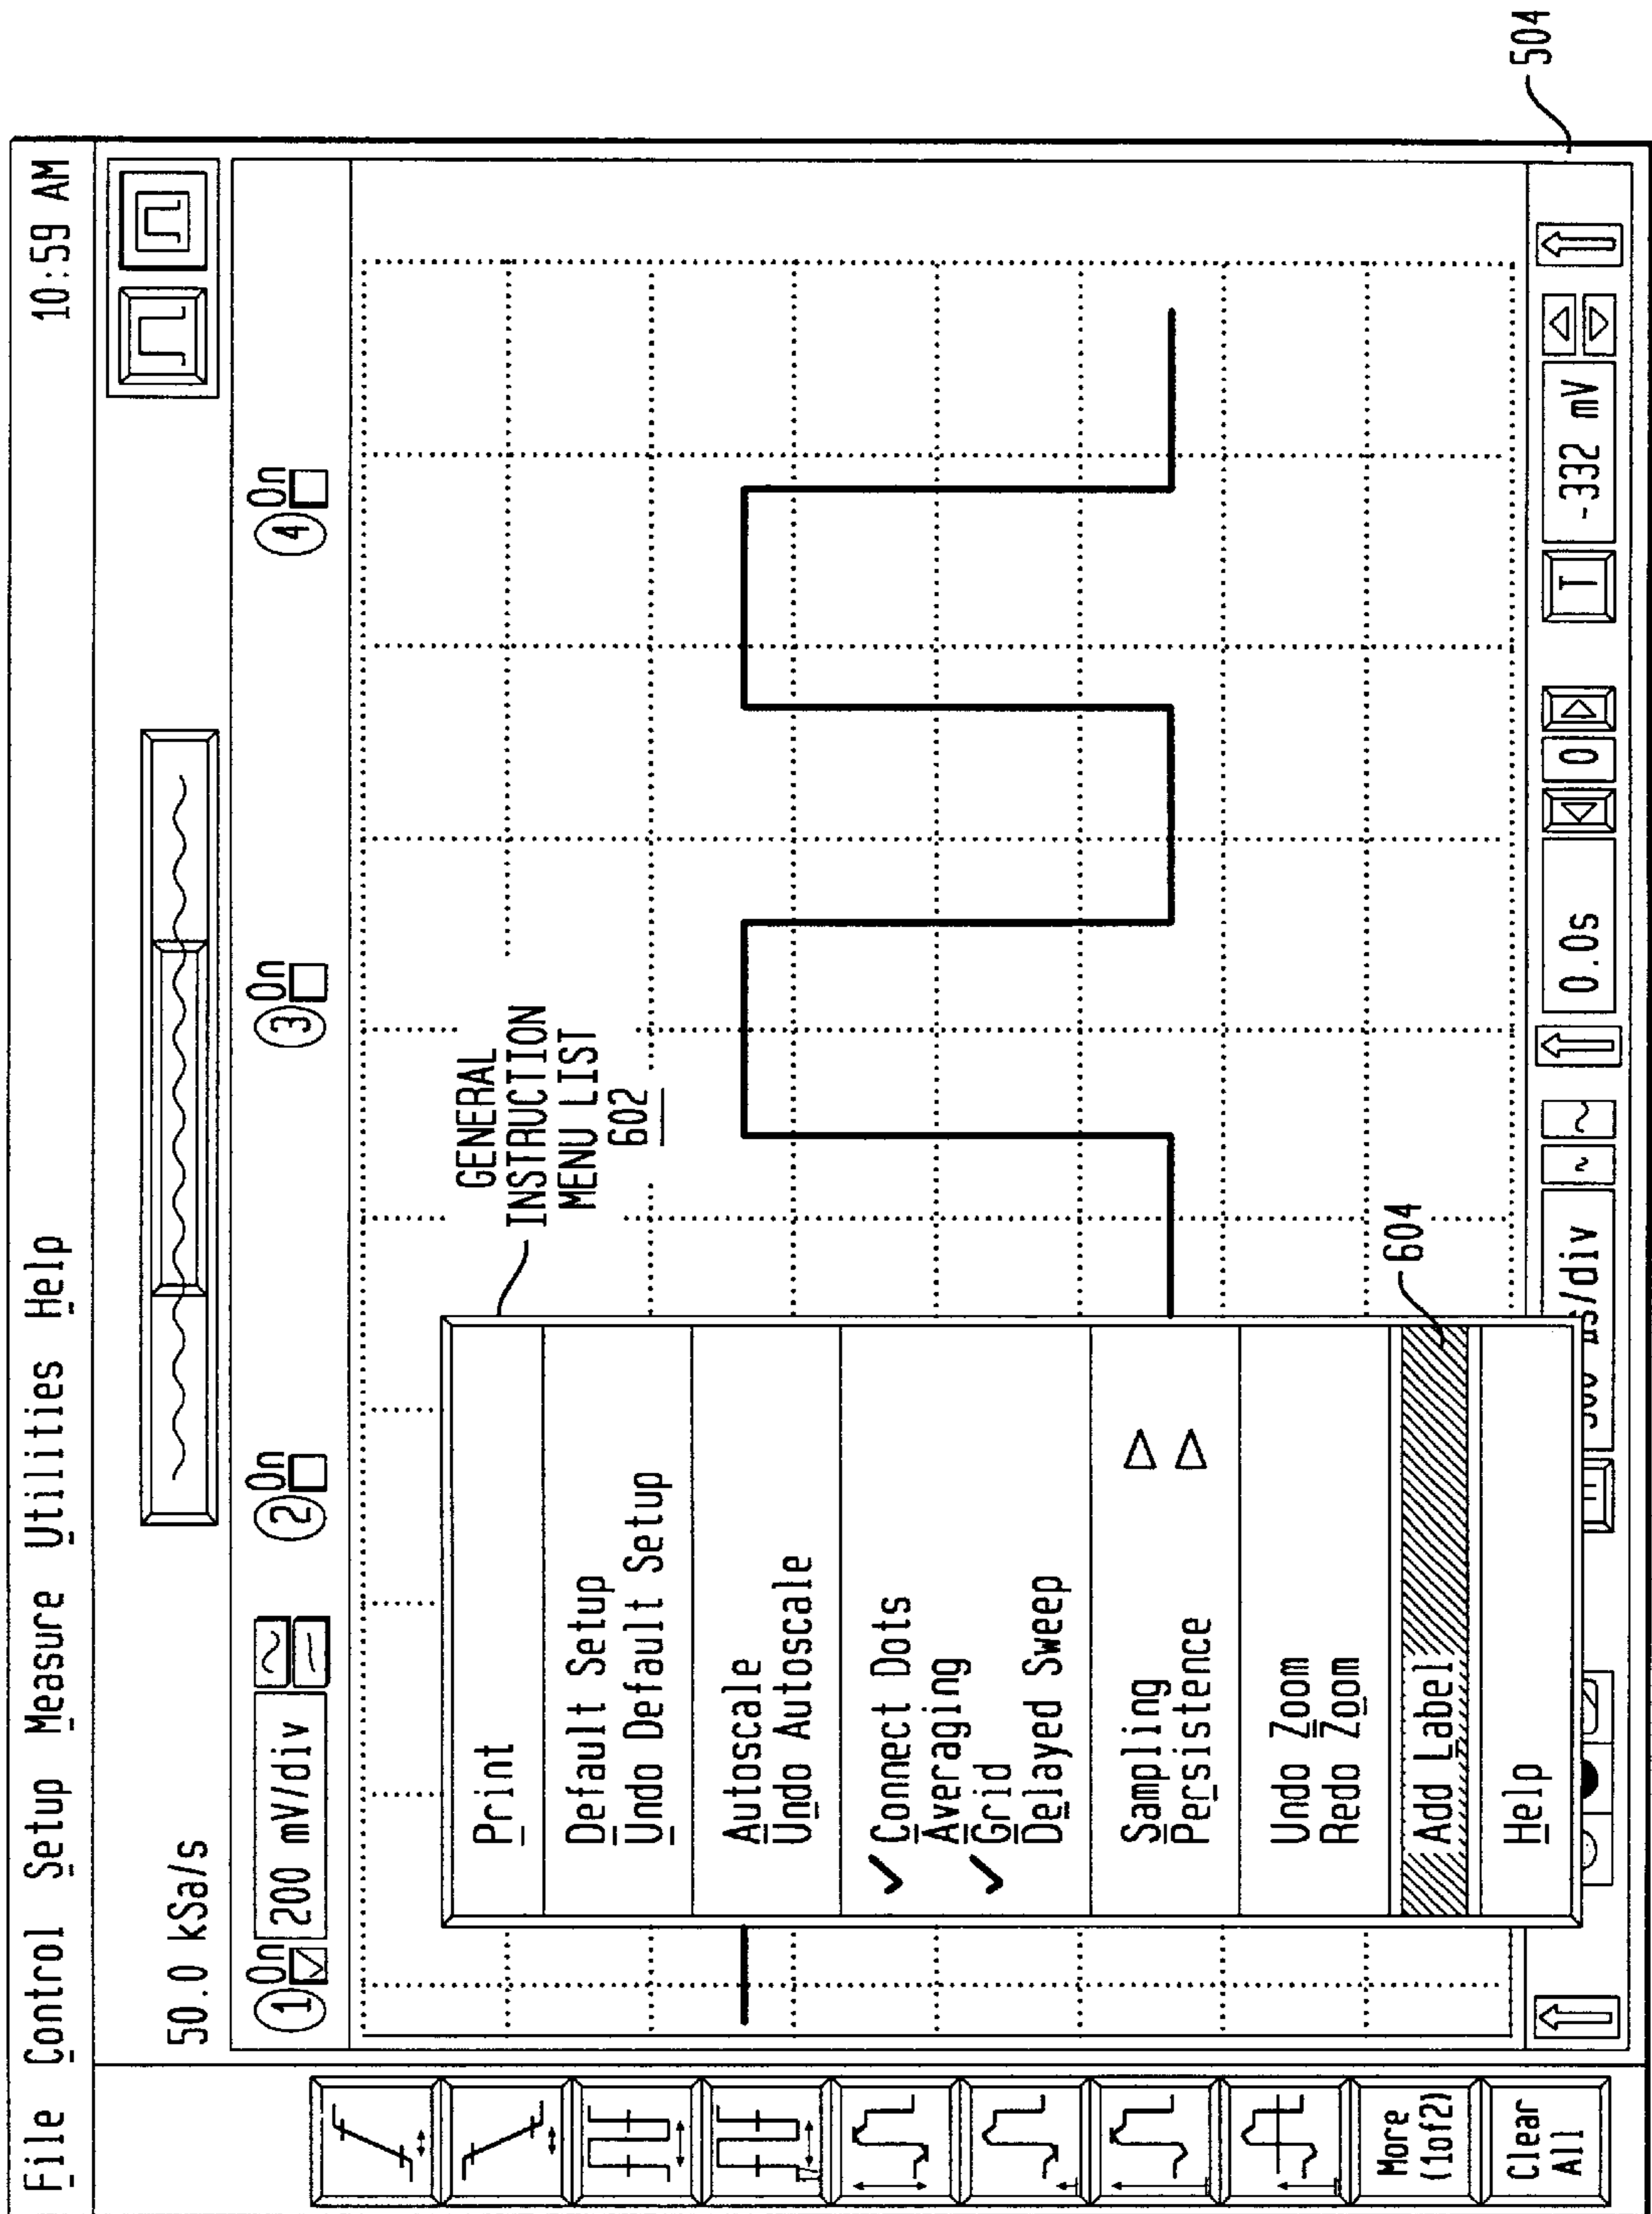 File Control Setup Measure Utilities Help 10:59 AM
50.0 kSa/s
1 On 200 mV/div 2 On 3 On 4 On
GENERAL
INSTRUCTION
MENU LIST
602
Print
Default Setup
Undo Default Setup
Autoscale
Undo Autoscale
Connect Dots
Averaging
Grid
Delayed Sweep
Sampling
Persistence
Undo Zoom
Redo Zoom
Add Label
Help
604
More
(1of2)
Clear
All
s/div
0.0s 0 T -332 mV
504